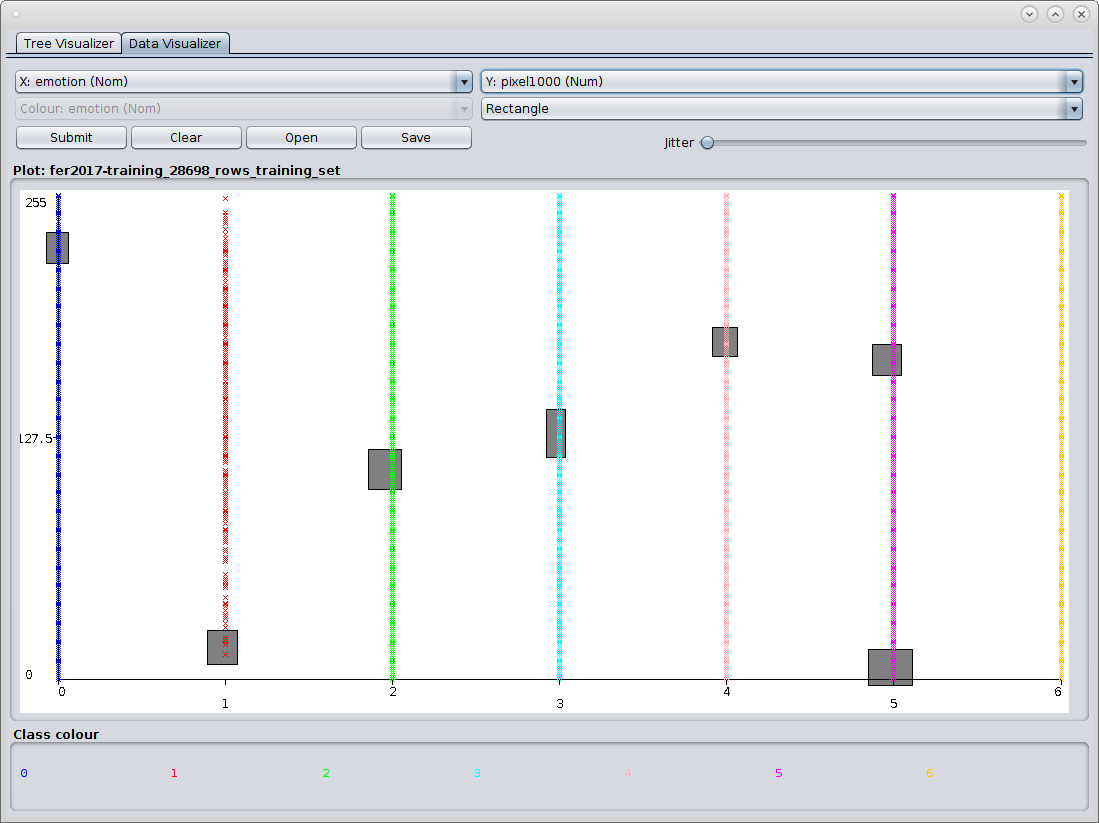 Tree Visualizer Data Visualizer
X: emotion (Nom) Y: pixel1000 (Num)
Colour: emotion (Nom) Rectangle
Submit Clear Open Save Jitter
Plot: fer2017-training_28698_rows_training_set
255
127.5
0
0 1 2 3 4 5 6
Class colour
0 1 2 3 4 5 6